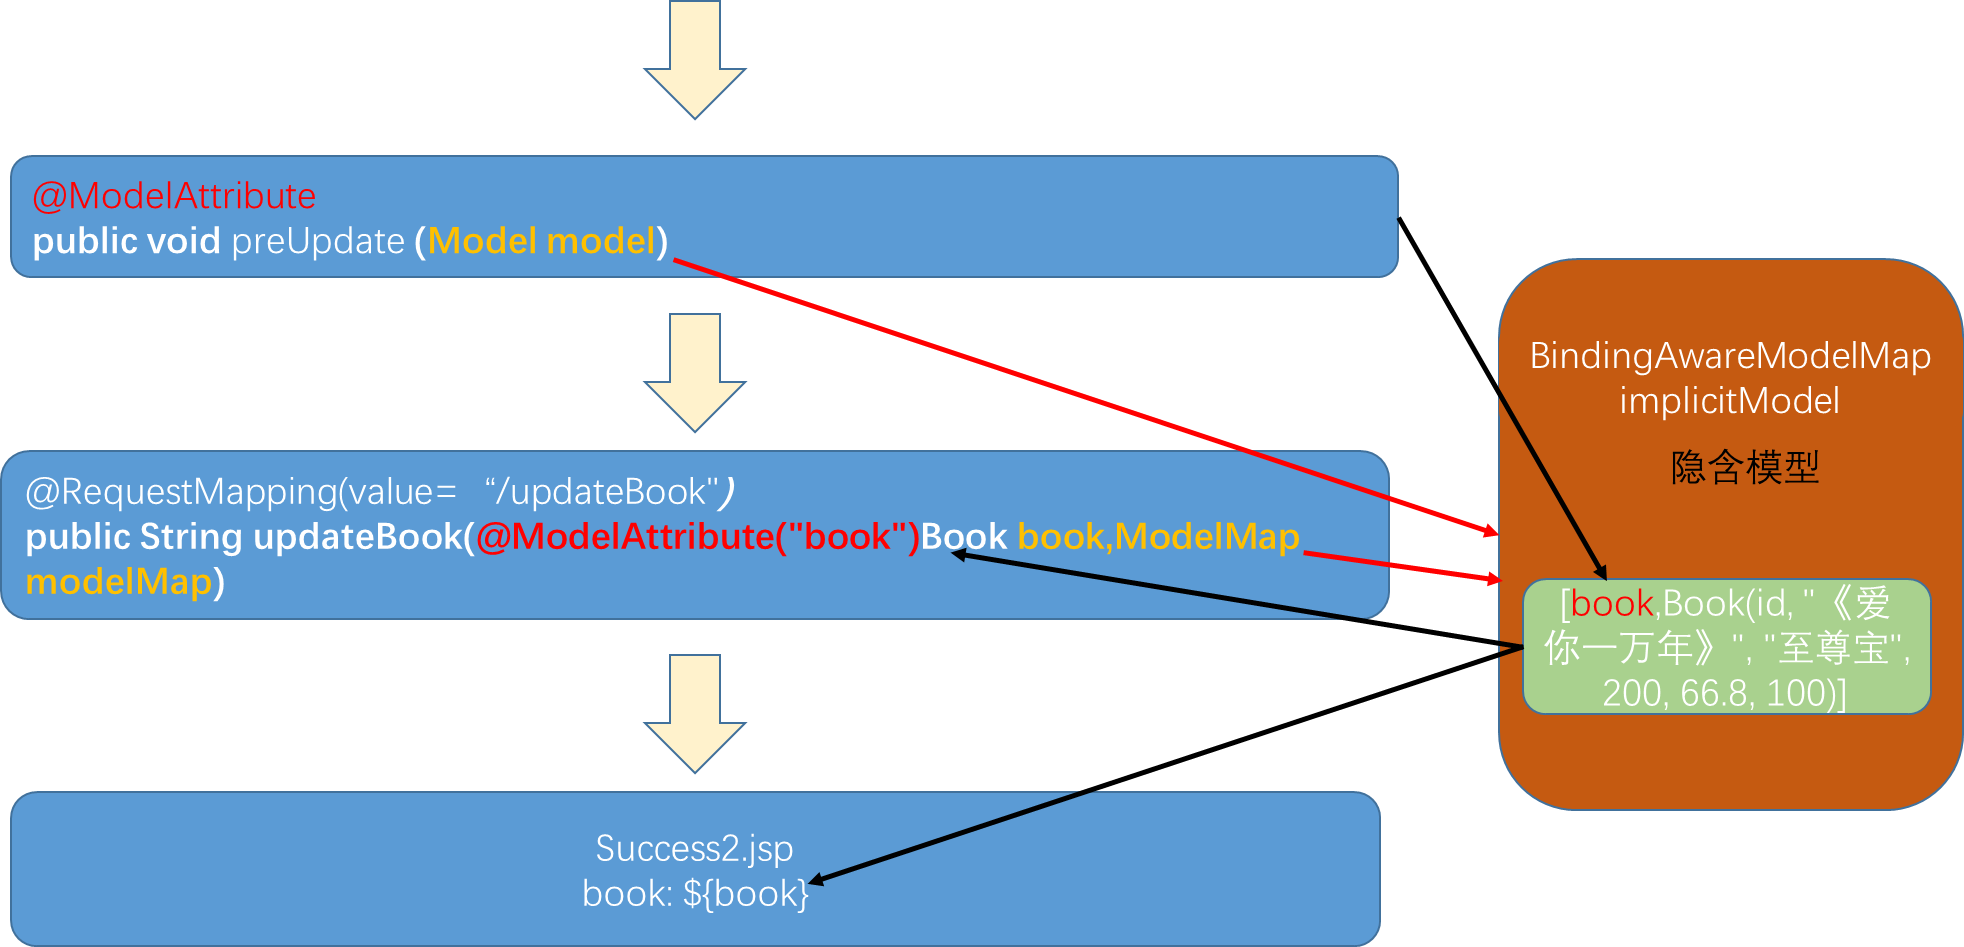 @ModelAttribute
public void preUpdate (Model model)
BindingAwareModelMap
implicitModel
隐含模型
@RequestMapping(value= “/updateBook")
public String updateBook(@ModelAttribute("book")Book book,ModelMap
modelMap)
[book,Book(id, "《爱
你一万年》", "至尊宝",
200, 66.8, 100)]
Success2.jsp
book: ${book}